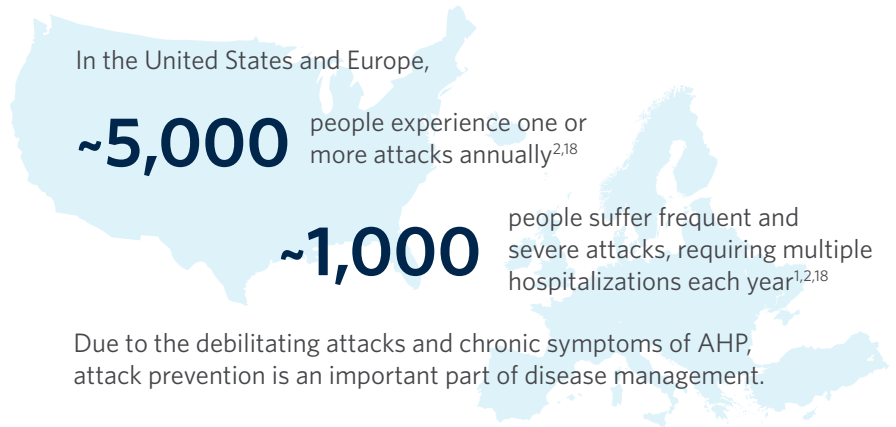 In the United States and Europe,
~5,000 people experience one or
more attacks annually2,18
~1,000 people suffer frequent and
severe attacks, requiring multiple
hospitalizations each year1,2,18
Due to the debilitating attacks and chronic symptoms of AHP,
attack prevention is an important part of disease management.